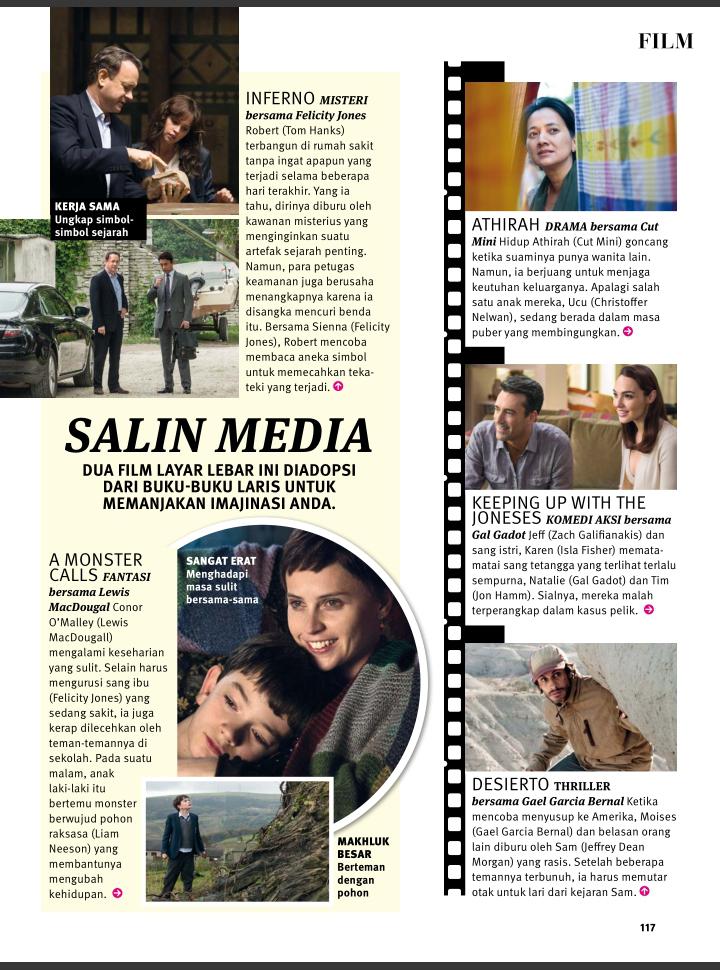 FILM
INFERNO MISTERI
bersama Felicity Jones
Robert (Tom Hanks)
terbangun di rumah sakit
tanpa ingat apapun yang
terjadi selama beberapa
hari terakhir. Yang ia
tahu, dirinya diburu oleh
kawanan misterius yang
menginginkan suatu
artefak sejarah penting.
Namun, para petugas
keamanan juga berusaha
menangkapnya karena ia
disangka mencuri benda
itu. Bersama Sienna (Felicity
Jones), Robert mencoba
membaca aneka simbol
untuk memecahkan teka-
teki yang terjadi.
KERJA SAMA
Ungkap simbol-
simbol sejarah
SALIN MEDIA
DUA FILM LAYAR LEBAR INI DIADOPSI
DARI BUKU-BUKU LARIS UNTUK
MEMANJAKAN IMAJINASI ANDA.
A MONSTER
CALLS FANTASI
bersama Lewis
MacDougal Conor
O'Malley (Lewis
MacDougall)
mengalami keseharian
yang sulit. Selain harus
mengurusi sang ibu
(Felicity Jones) yang
sedang sakit, ia juga
kerap dilecehkan oleh
teman-temannya di
sekolah. Pada suatu
malam, anak
laki-laki itu
bertemu monster
berwujud pohon
raksasa (Liam
Neeson) yang
membantunya
mengubah
kehidupan.
SANGAT ERAT
Menghadapi
masa sulit
bersama-sama
MAKHLUK
BESAR
Berteman
dengan
pohon
ATHIRAH DRAMA bersama Cut
Mini Hidup Athirah (Cut Mini) goncang
ketika suaminya punya wanita lain.
Namun, ia berjuang untuk menjaga
keutuhan keluarganya. Apalagi salah
satu anak mereka, Ucu (Christoffer
Nelwan), sedang berada dalam masa
puber yang membingungkan.
KEEPING UP WITH THE
JONESES KOMEDI AKSI bersama
Gal Gadot Jeff (Zach Galifianakis) dan
sang istri, Karen (Isla Fisher) memata-
matai sang tetangga yang terlihat terlalu
sempurna, Natalie (Gal Gadot) dan Tim
(Jon Hamm). Sialnya, mereka malah
terperangkap dalam kasus pelik.
DESIERTO THRILLER
bersama Gael Garcia Bernal Ketika
mencoba menyusup ke Amerika, Moises
(Gael Garcia Bernal) dan belasan orang
lain diburu oleh Sam (Jeffrey Dean
Morgan) yang rasis. Setelah beberapa
temannya terbunuh, ia harus memutar
otak untuk lari dari kejaran Sam.
117